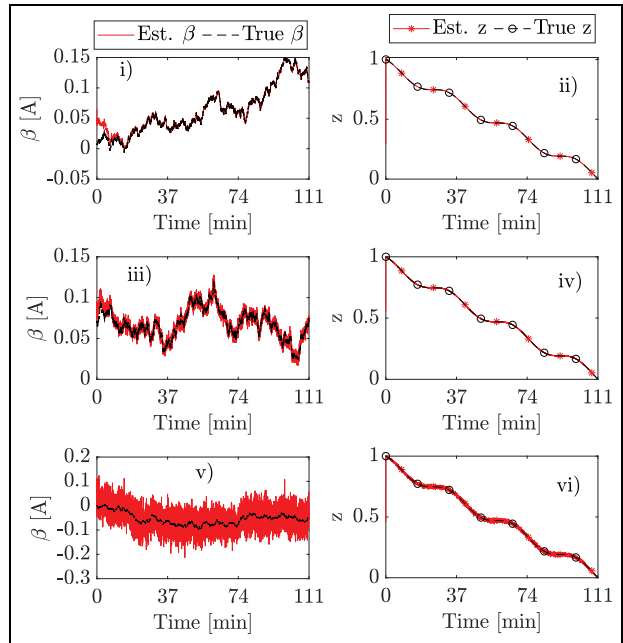 Est. β True β
Est. z True z
i)
β [A]
0.15
0.1
0.05
0
-0.05
0 37 74 111
Time [min]
ii)
z
1
0.5
0
0 37 74 111
Time [min]
iii)
β [A]
0.15
0.1
0.05
0
0 37 74 111
Time [min]
iv)
z
1
0.5
0
0 37 74 111
Time [min]
v)
β [A]
0.2
0.1
0
-0.1
-0.2
-0.3
0 37 74 111
Time [min]
vi)
z
1
0.5
0
0 37 74 111
Time [min]